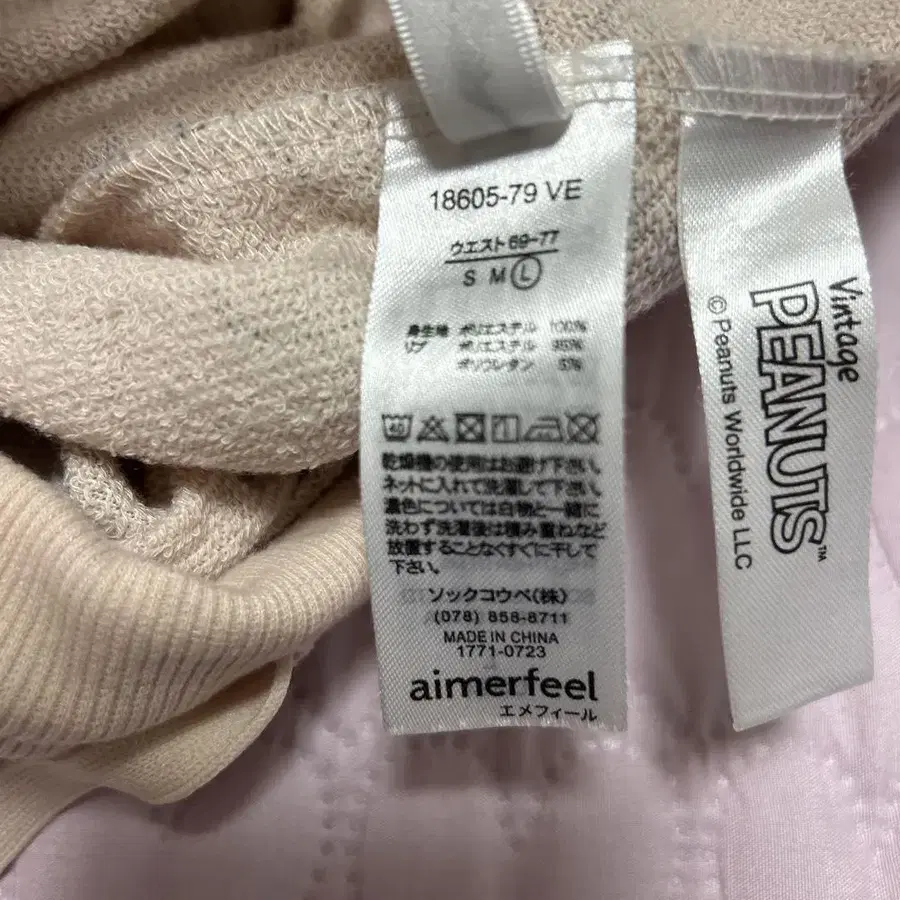 18605-79 VE
ウエスト 69-77
S M L
身生地 ポリエステル 100%
リブ ポリエステル 95%
ポリウレタン 5%
40
乾燥機の使用はお避け下さい。
ネットに入れて洗濯して下さい。
濃色については白物と一緒に
洗わず洗濯後は積み重ねなど
放置することなくすぐに干して
下さい。
ソックコウベ(株)
(078) 858-8711
MADE IN CHINA
1771-0723
aimerfeel
エメフィール
Vintage
PEANUTS™
© Peanuts Worldwide LLC